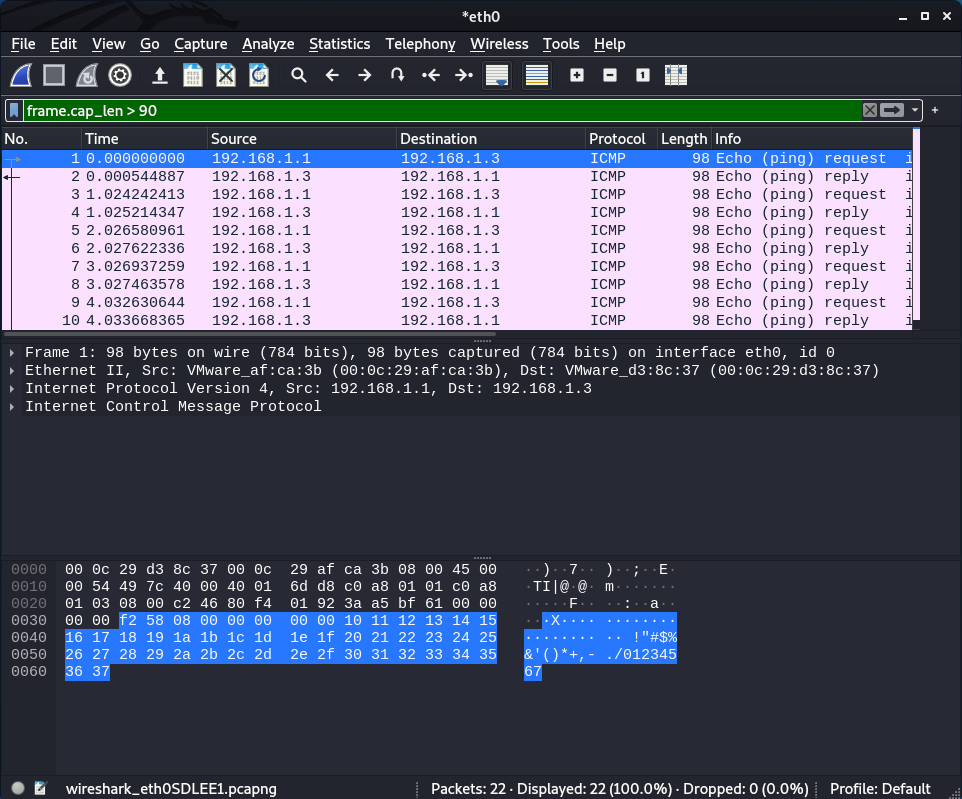 *eth0
File Edit View Go Capture Analyze Statistics Telephony Wireless Tools Help
frame.cap_len > 90
No. Time Source Destination Protocol Length Info
1 0.000000000 192.168.1.1 192.168.1.3 ICMP 98 Echo (ping) request i
2 0.000544887 192.168.1.3 192.168.1.1 ICMP 98 Echo (ping) reply i
3 1.024242413 192.168.1.1 192.168.1.3 ICMP 98 Echo (ping) request i
4 1.025214347 192.168.1.3 192.168.1.1 ICMP 98 Echo (ping) reply i
5 2.026580961 192.168.1.1 192.168.1.3 ICMP 98 Echo (ping) request i
6 2.027622336 192.168.1.3 192.168.1.1 ICMP 98 Echo (ping) reply i
7 3.026937259 192.168.1.1 192.168.1.3 ICMP 98 Echo (ping) request i
8 3.027463578 192.168.1.3 192.168.1.1 ICMP 98 Echo (ping) reply i
9 4.032630644 192.168.1.1 192.168.1.3 ICMP 98 Echo (ping) request i
10 4.033668365 192.168.1.3 192.168.1.1 ICMP 98 Echo (ping) reply i
Frame 1: 98 bytes on wire (784 bits), 98 bytes captured (784 bits) on interface eth0, id 0
Ethernet II, Src: VMware_af:ca:3b (00:0c:29:af:ca:3b), Dst: VMware_d3:8c:37 (00:0c:29:d3:8c:37)
Internet Protocol Version 4, Src: 192.168.1.1, Dst: 192.168.1.3
Internet Control Message Protocol
0000 00 0c 29 d3 8c 37 00 0c 29 af ca 3b 08 00 45 00 ··)··7·· )··;··E·
0010 00 54 49 7c 40 00 40 01 6d d8 c0 a8 01 01 c0 a8 ·TI|@·@· m·······
0020 01 03 08 00 c2 46 80 f4 01 92 3a a5 bf 61 00 00 ·····F·· ··:··a··
0030 00 00 f2 58 08 00 00 00 00 00 10 11 12 13 14 15 ···X···· ········
0040 16 17 18 19 1a 1b 1c 1d 1e 1f 20 21 22 23 24 25 ········ ·· !"#$%
0050 26 27 28 29 2a 2b 2c 2d 2e 2f 30 31 32 33 34 35 &'()*+,- ./012345
0060 36 37 67
wireshark_eth0SDLEE1.pcapng Packets: 22 · Displayed: 22 (100.0%) · Dropped: 0 (0.0%) Profile: Default